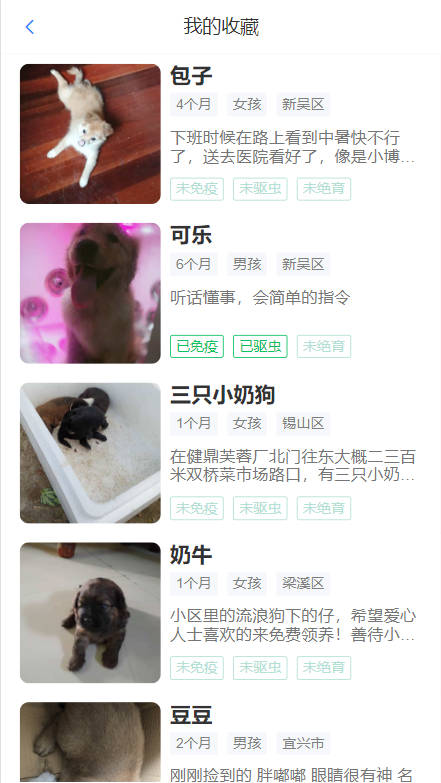 我的收藏
包子
4个月 女孩 新吴区
下班时候在路上看到中暑快不行
了，送去医院看好了，像是小博...
未免疫 未驱虫 未绝育
可乐
6个月 男孩 新吴区
听话懂事，会简单的指令
已免疫 已驱虫 未绝育
三只小奶狗
1个月 女孩 锡山区
在健鼎芙蓉厂北门往东大概二三百
米双桥菜市场路口，有三只小奶...
未免疫 未驱虫 未绝育
奶牛
1个月 女孩 梁溪区
小区里的流浪狗下的仔，希望爱心
人士喜欢的来免费领养！善待小...
未免疫 未驱虫 未绝育
豆豆
2个月 男孩 宜兴市
刚刚捡到的 胖嘟嘟 眼睛很有神 名